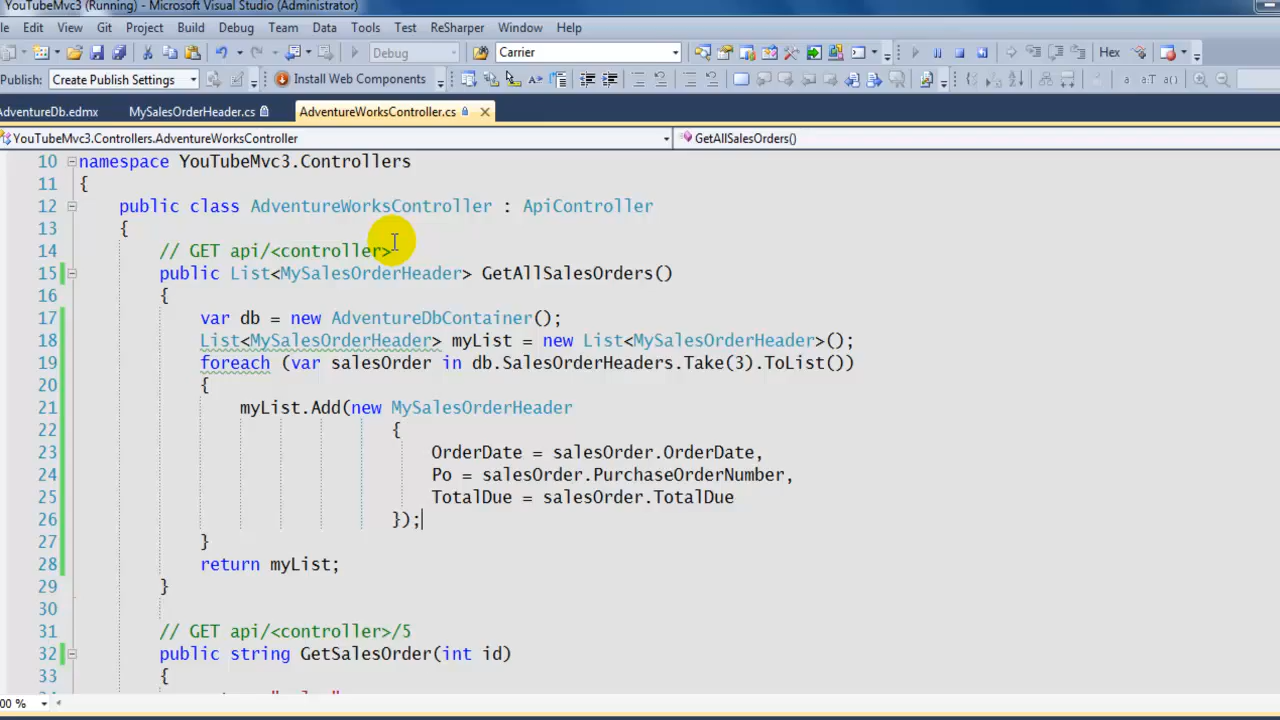 YouTubeMvc3 (Running) - Microsoft Visual Studio (Administrator)
Edit View Git Project Build Debug Team Data Tools Test ReSharper Window Help
Debug Carrier Hex
Publish: Create Publish Settings Install Web Components
AdventureDb.edmx MySalesOrderHeader.cs AdventureWorksController.cs
YouTubeMvc3.Controllers.AdventureWorksController GetAllSalesOrders()
10 namespace YouTubeMvc3.Controllers
11 {
12 public class AdventureWorksController : ApiController
13 {
14 // GET api/<controller>
15 public List<MySalesOrderHeader> GetAllSalesOrders()
16 {
17 var db = new AdventureDbContainer();
18 List<MySalesOrderHeader> myList = new List<MySalesOrderHeader>();
19 foreach (var salesOrder in db.SalesOrderHeaders.Take(3).ToList())
20 {
21 myList.Add(new MySalesOrderHeader
22 {
23 OrderDate = salesOrder.OrderDate,
24 Po = salesOrder.PurchaseOrderNumber,
25 TotalDue = salesOrder.TotalDue
26 });
27 }
28 return myList;
29 }
30
31 // GET api/<controller>/5
32 public string GetSalesOrder(int id)
33 {
00 %